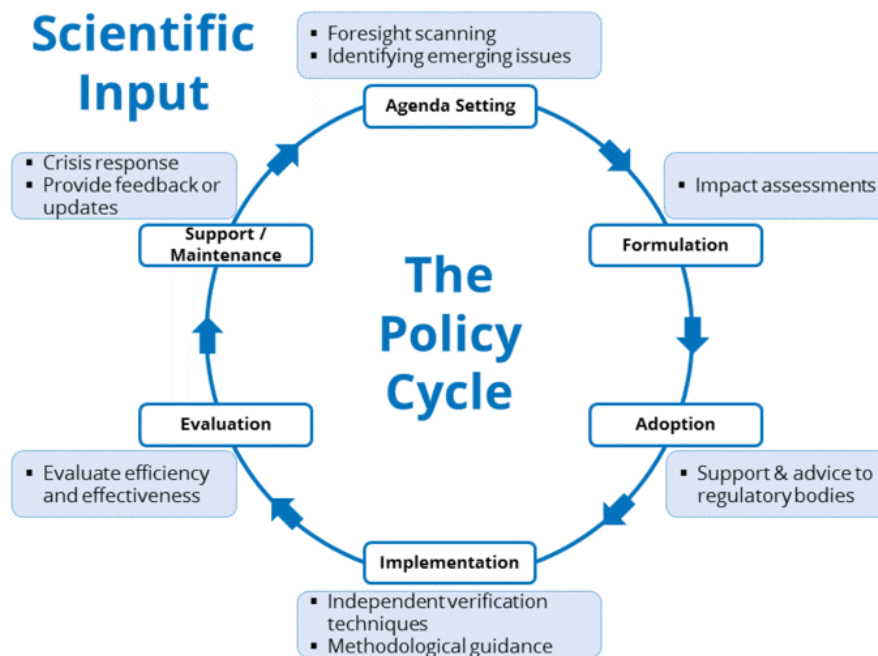 Scientific
Input
▪ Foresight scanning
▪ Identifying emerging issues
Agenda Setting
▪ Crisis response
▪ Provide feedback or
updates
▪ Impact assessments
Support /
Maintenance
Formulation
The
Policy
Cycle
Evaluation
Adoption
▪ Evaluate efficiency
and effectiveness
▪ Support & advice to
regulatory bodies
Implementation
▪ Independent verification
techniques
▪ Methodological guidance